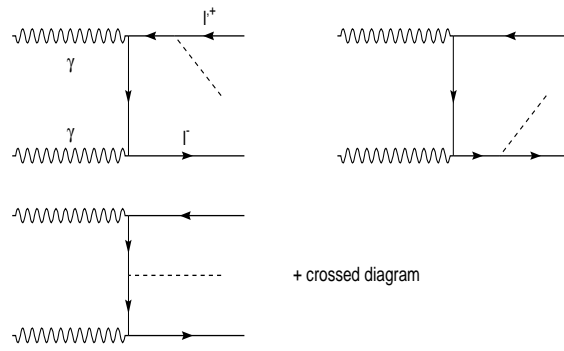 l'+
γ
γ
l-
+ crossed diagram